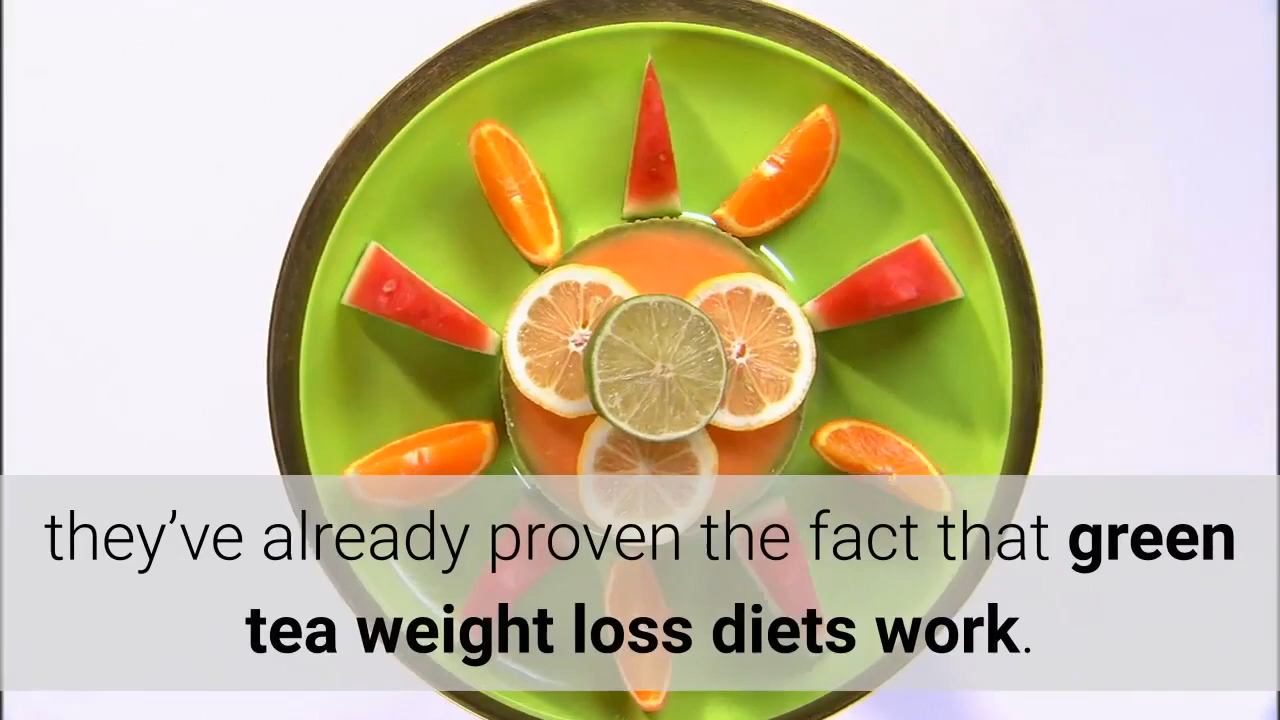 they’ve already proven the fact that green
tea weight loss diets work.